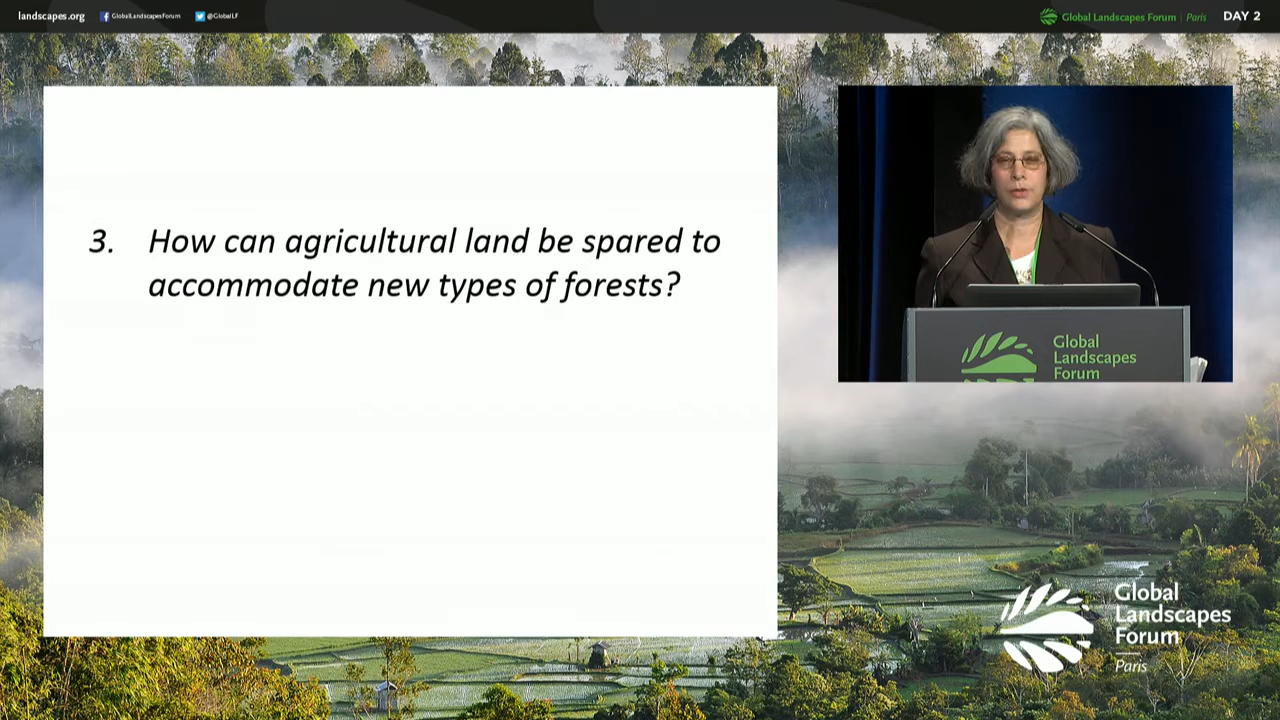 landscapes.org GlobalLandscapesForum @GlobalLF Global Landscapes Forum | Paris DAY 2
3. How can agricultural land be spared to
accommodate new types of forests?
Global
Landscapes
Forum
Global
Landscapes
Forum
Paris